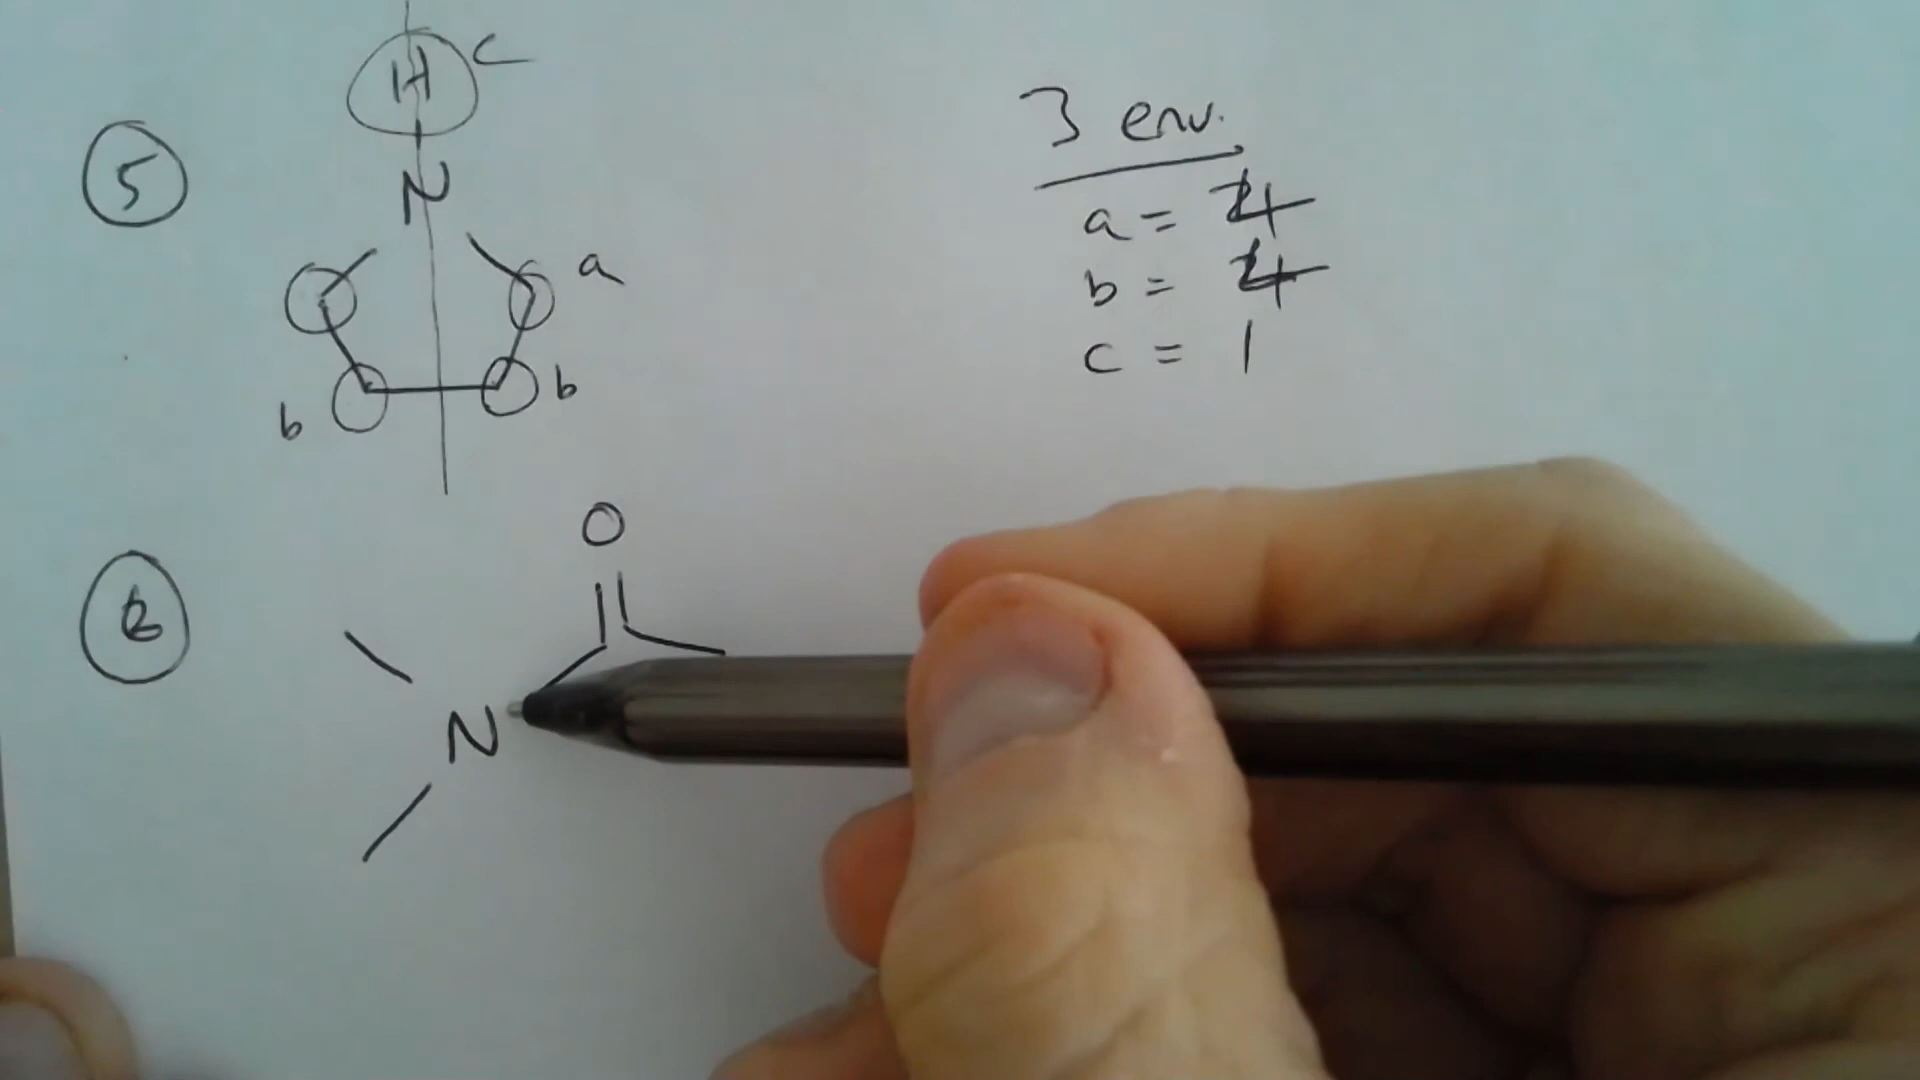 5
H c
N
a
b b
3 env.
a = 4
b = 4
c = 1
6
O
N